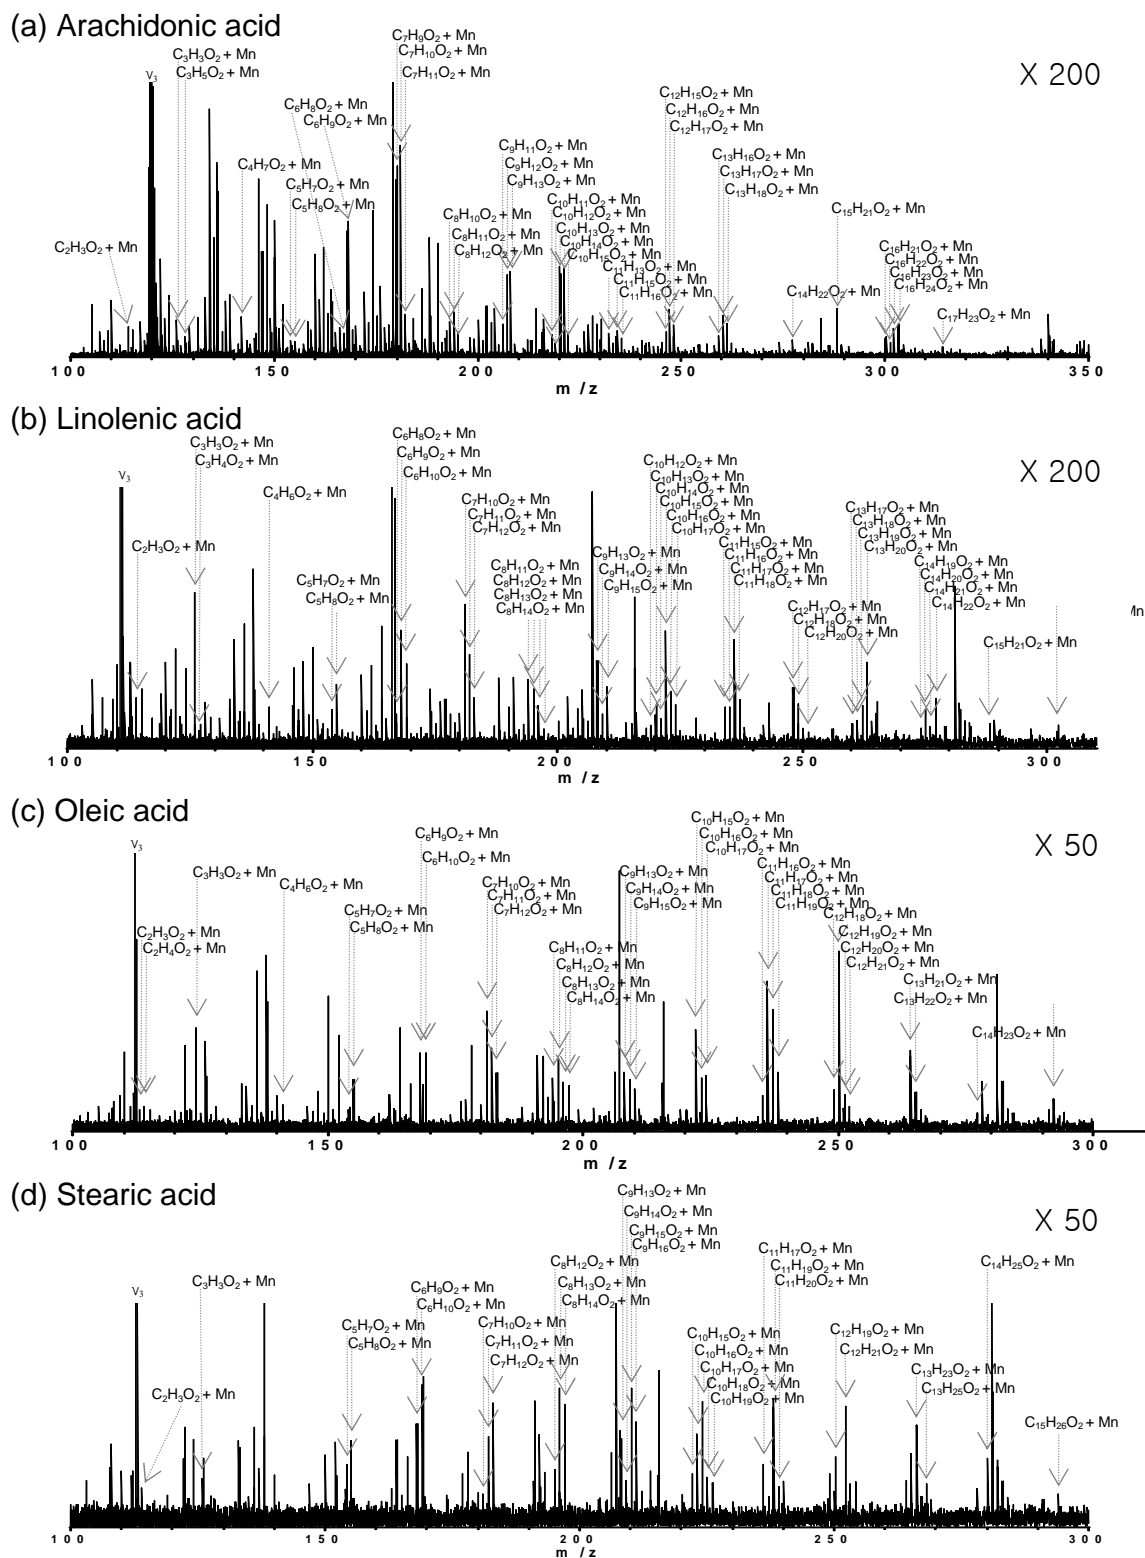 (a) Arachidonic acid
X 200
ν₃
C₃H₃O₂ + Mn
C₃H₅O₂ + Mn
C₇H₉O₂ + Mn
C₇H₁₀O₂ + Mn
C₇H₁₁O₂ + Mn
C₆H₈O₂ + Mn
C₆H₉O₂ + Mn
C₄H₇O₂ + Mn
C₅H₇O₂ + Mn
C₅H₈O₂ + Mn
C₂H₃O₂ + Mn
C₈H₁₀O₂ + Mn
C₈H₁₁O₂ + Mn
C₈H₁₂O₂ + Mn
C₉H₁₁O₂ + Mn
C₉H₁₂O₂ + Mn
C₉H₁₃O₂ + Mn
C₁₀H₁₁O₂ + Mn
C₁₀H₁₂O₂ + Mn
C₁₀H₁₃O₂ + Mn
C₁₀H₁₄O₂ + Mn
C₁₀H₁₅O₂ + Mn
C₁₁H₁₃O₂ + Mn
C₁₁H₁₅O₂ + Mn
C₁₁H₁₆O₂ + Mn
C₁₂H₁₅O₂ + Mn
C₁₂H₁₆O₂ + Mn
C₁₂H₁₇O₂ + Mn
C₁₃H₁₆O₂ + Mn
C₁₃H₁₇O₂ + Mn
C₁₃H₁₈O₂ + Mn
C₁₄H₂₂O₂ + Mn
C₁₅H₂₁O₂ + Mn
C₁₆H₂₁O₂ + Mn
C₁₆H₂₂O₂ + Mn
C₁₆H₂₃O₂ + Mn
C₁₆H₂₄O₂ + Mn
C₁₇H₂₃O₂ + Mn
100 150 200 250 300 350
m / z
(b) Linolenic acid
X 200
ν₃
C₃H₃O₂ + Mn
C₃H₄O₂ + Mn
C₄H₆O₂ + Mn
C₂H₃O₂ + Mn
C₅H₇O₂ + Mn
C₅H₈O₂ + Mn
C₆H₈O₂ + Mn
C₆H₉O₂ + Mn
C₆H₁₀O₂ + Mn
C₇H₁₀O₂ + Mn
C₇H₁₁O₂ + Mn
C₇H₁₂O₂ + Mn
C₈H₁₁O₂ + Mn
C₈H₁₂O₂ + Mn
C₈H₁₃O₂ + Mn
C₈H₁₄O₂ + Mn
C₉H₁₃O₂ + Mn
C₉H₁₄O₂ + Mn
C₉H₁₅O₂ + Mn
C₁₀H₁₂O₂ + Mn
C₁₀H₁₃O₂ + Mn
C₁₀H₁₄O₂ + Mn
C₁₀H₁₅O₂ + Mn
C₁₀H₁₆O₂ + Mn
C₁₀H₁₇O₂ + Mn
C₁₁H₁₅O₂ + Mn
C₁₁H₁₆O₂ + Mn
C₁₁H₁₇O₂ + Mn
C₁₁H₁₈O₂ + Mn
C₁₂H₁₇O₂ + Mn
C₁₂H₁₈O₂ + Mn
C₁₂H₂₀O₂ + Mn
C₁₃H₁₇O₂ + Mn
C₁₃H₁₈O₂ + Mn
C₁₃H₁₉O₂ + Mn
C₁₃H₂₀O₂ + Mn
C₁₄H₁₉O₂ + Mn
C₁₄H₂₀O₂ + Mn
C₁₄H₂₁O₂ + Mn
C₁₄H₂₂O₂ + Mn
C₁₅H₂₁O₂ + Mn
Mn
100 150 200 250 300
m / z
(c) Oleic acid
X 50
ν₃
C₃H₃O₂ + Mn
C₄H₆O₂ + Mn
C₂H₃O₂ + Mn
C₂H₄O₂ + Mn
C₅H₇O₂ + Mn
C₅H₈O₂ + Mn
C₆H₉O₂ + Mn
C₆H₁₀O₂ + Mn
C₇H₁₀O₂ + Mn
C₇H₁₁O₂ + Mn
C₇H₁₂O₂ + Mn
C₈H₁₁O₂ + Mn
C₈H₁₂O₂ + Mn
C₈H₁₃O₂ + Mn
C₈H₁₄O₂ + Mn
C₉H₁₃O₂ + Mn
C₉H₁₄O₂ + Mn
C₉H₁₅O₂ + Mn
C₁₀H₁₅O₂ + Mn
C₁₀H₁₆O₂ + Mn
C₁₀H₁₇O₂ + Mn
C₁₁H₁₆O₂ + Mn
C₁₁H₁₇O₂ + Mn
C₁₁H₁₈O₂ + Mn
C₁₁H₁₉O₂ + Mn
C₁₂H₁₈O₂ + Mn
C₁₂H₁₉O₂ + Mn
C₁₂H₂₀O₂ + Mn
C₁₂H₂₁O₂ + Mn
C₁₃H₂₁O₂ + Mn
C₁₃H₂₂O₂ + Mn
C₁₄H₂₃O₂ + Mn
100 150 200 250 300
m / z
(d) Stearic acid
X 50
ν₃
C₃H₃O₂ + Mn
C₂H₃O₂ + Mn
C₅H₇O₂ + Mn
C₅H₈O₂ + Mn
C₆H₉O₂ + Mn
C₆H₁₀O₂ + Mn
C₇H₁₀O₂ + Mn
C₇H₁₁O₂ + Mn
C₇H₁₂O₂ + Mn
C₈H₁₂O₂ + Mn
C₈H₁₃O₂ + Mn
C₈H₁₄O₂ + Mn
C₉H₁₃O₂ + Mn
C₉H₁₄O₂ + Mn
C₉H₁₅O₂ + Mn
C₉H₁₆O₂ + Mn
C₁₀H₁₅O₂ + Mn
C₁₀H₁₆O₂ + Mn
C₁₀H₁₇O₂ + Mn
C₁₀H₁₈O₂ + Mn
C₁₀H₁₉O₂ + Mn
C₁₁H₁₇O₂ + Mn
C₁₁H₁₉O₂ + Mn
C₁₁H₂₀O₂ + Mn
C₁₂H₁₉O₂ + Mn
C₁₂H₂₁O₂ + Mn
C₁₃H₂₃O₂ + Mn
C₁₃H₂₅O₂ + Mn
C₁₄H₂₅O₂ + Mn
C₁₅H₂₆O₂ + Mn
100 150 200 250 300
m / z